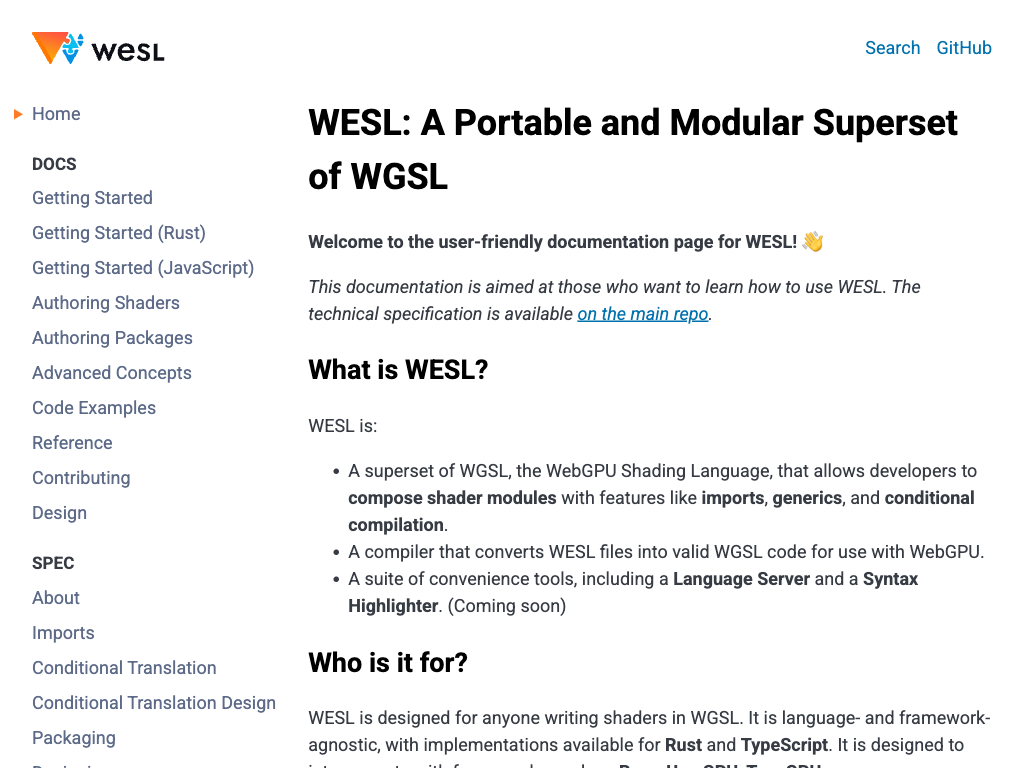 wesl
Search GitHub
Home
DOCS
Getting Started
Getting Started (Rust)
Getting Started (JavaScript)
Authoring Shaders
Authoring Packages
Advanced Concepts
Code Examples
Reference
Contributing
Design
SPEC
About
Imports
Conditional Translation
Conditional Translation Design
Packaging
WESL: A Portable and Modular Superset
of WGSL
Welcome to the user-friendly documentation page for WESL! 👋
This documentation is aimed at those who want to learn how to use WESL. The
technical specification is available on the main repo.
What is WESL?
WESL is:
• A superset of WGSL, the WebGPU Shading Language, that allows developers to
compose shader modules with features like imports, generics, and conditional
compilation.
• A compiler that converts WESL files into valid WGSL code for use with WebGPU.
• A suite of convenience tools, including a Language Server and a Syntax
Highlighter. (Coming soon)
Who is it for?
WESL is designed for anyone writing shaders in WGSL. It is language- and framework-
agnostic, with implementations available for Rust and TypeScript. It is designed to